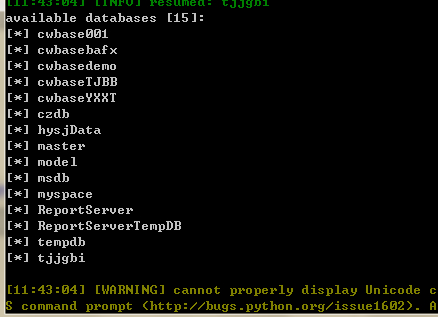 [11:43:04] [INFO] resumed: tjjgbi
available databases [15]:
[*] cwbase001
[*] cwbasebafx
[*] cwbasedemo
[*] cwbaseTJBB
[*] cwbaseYXXT
[*] czdb
[*] hysjData
[*] master
[*] model
[*] msdb
[*] myspace
[*] ReportServer
[*] ReportServerTempDB
[*] tempdb
[*] tjjgbi
[11:43:04] [WARNING] cannot properly display Unicode c
S command prompt (http://bugs.python.org/issue1602). A